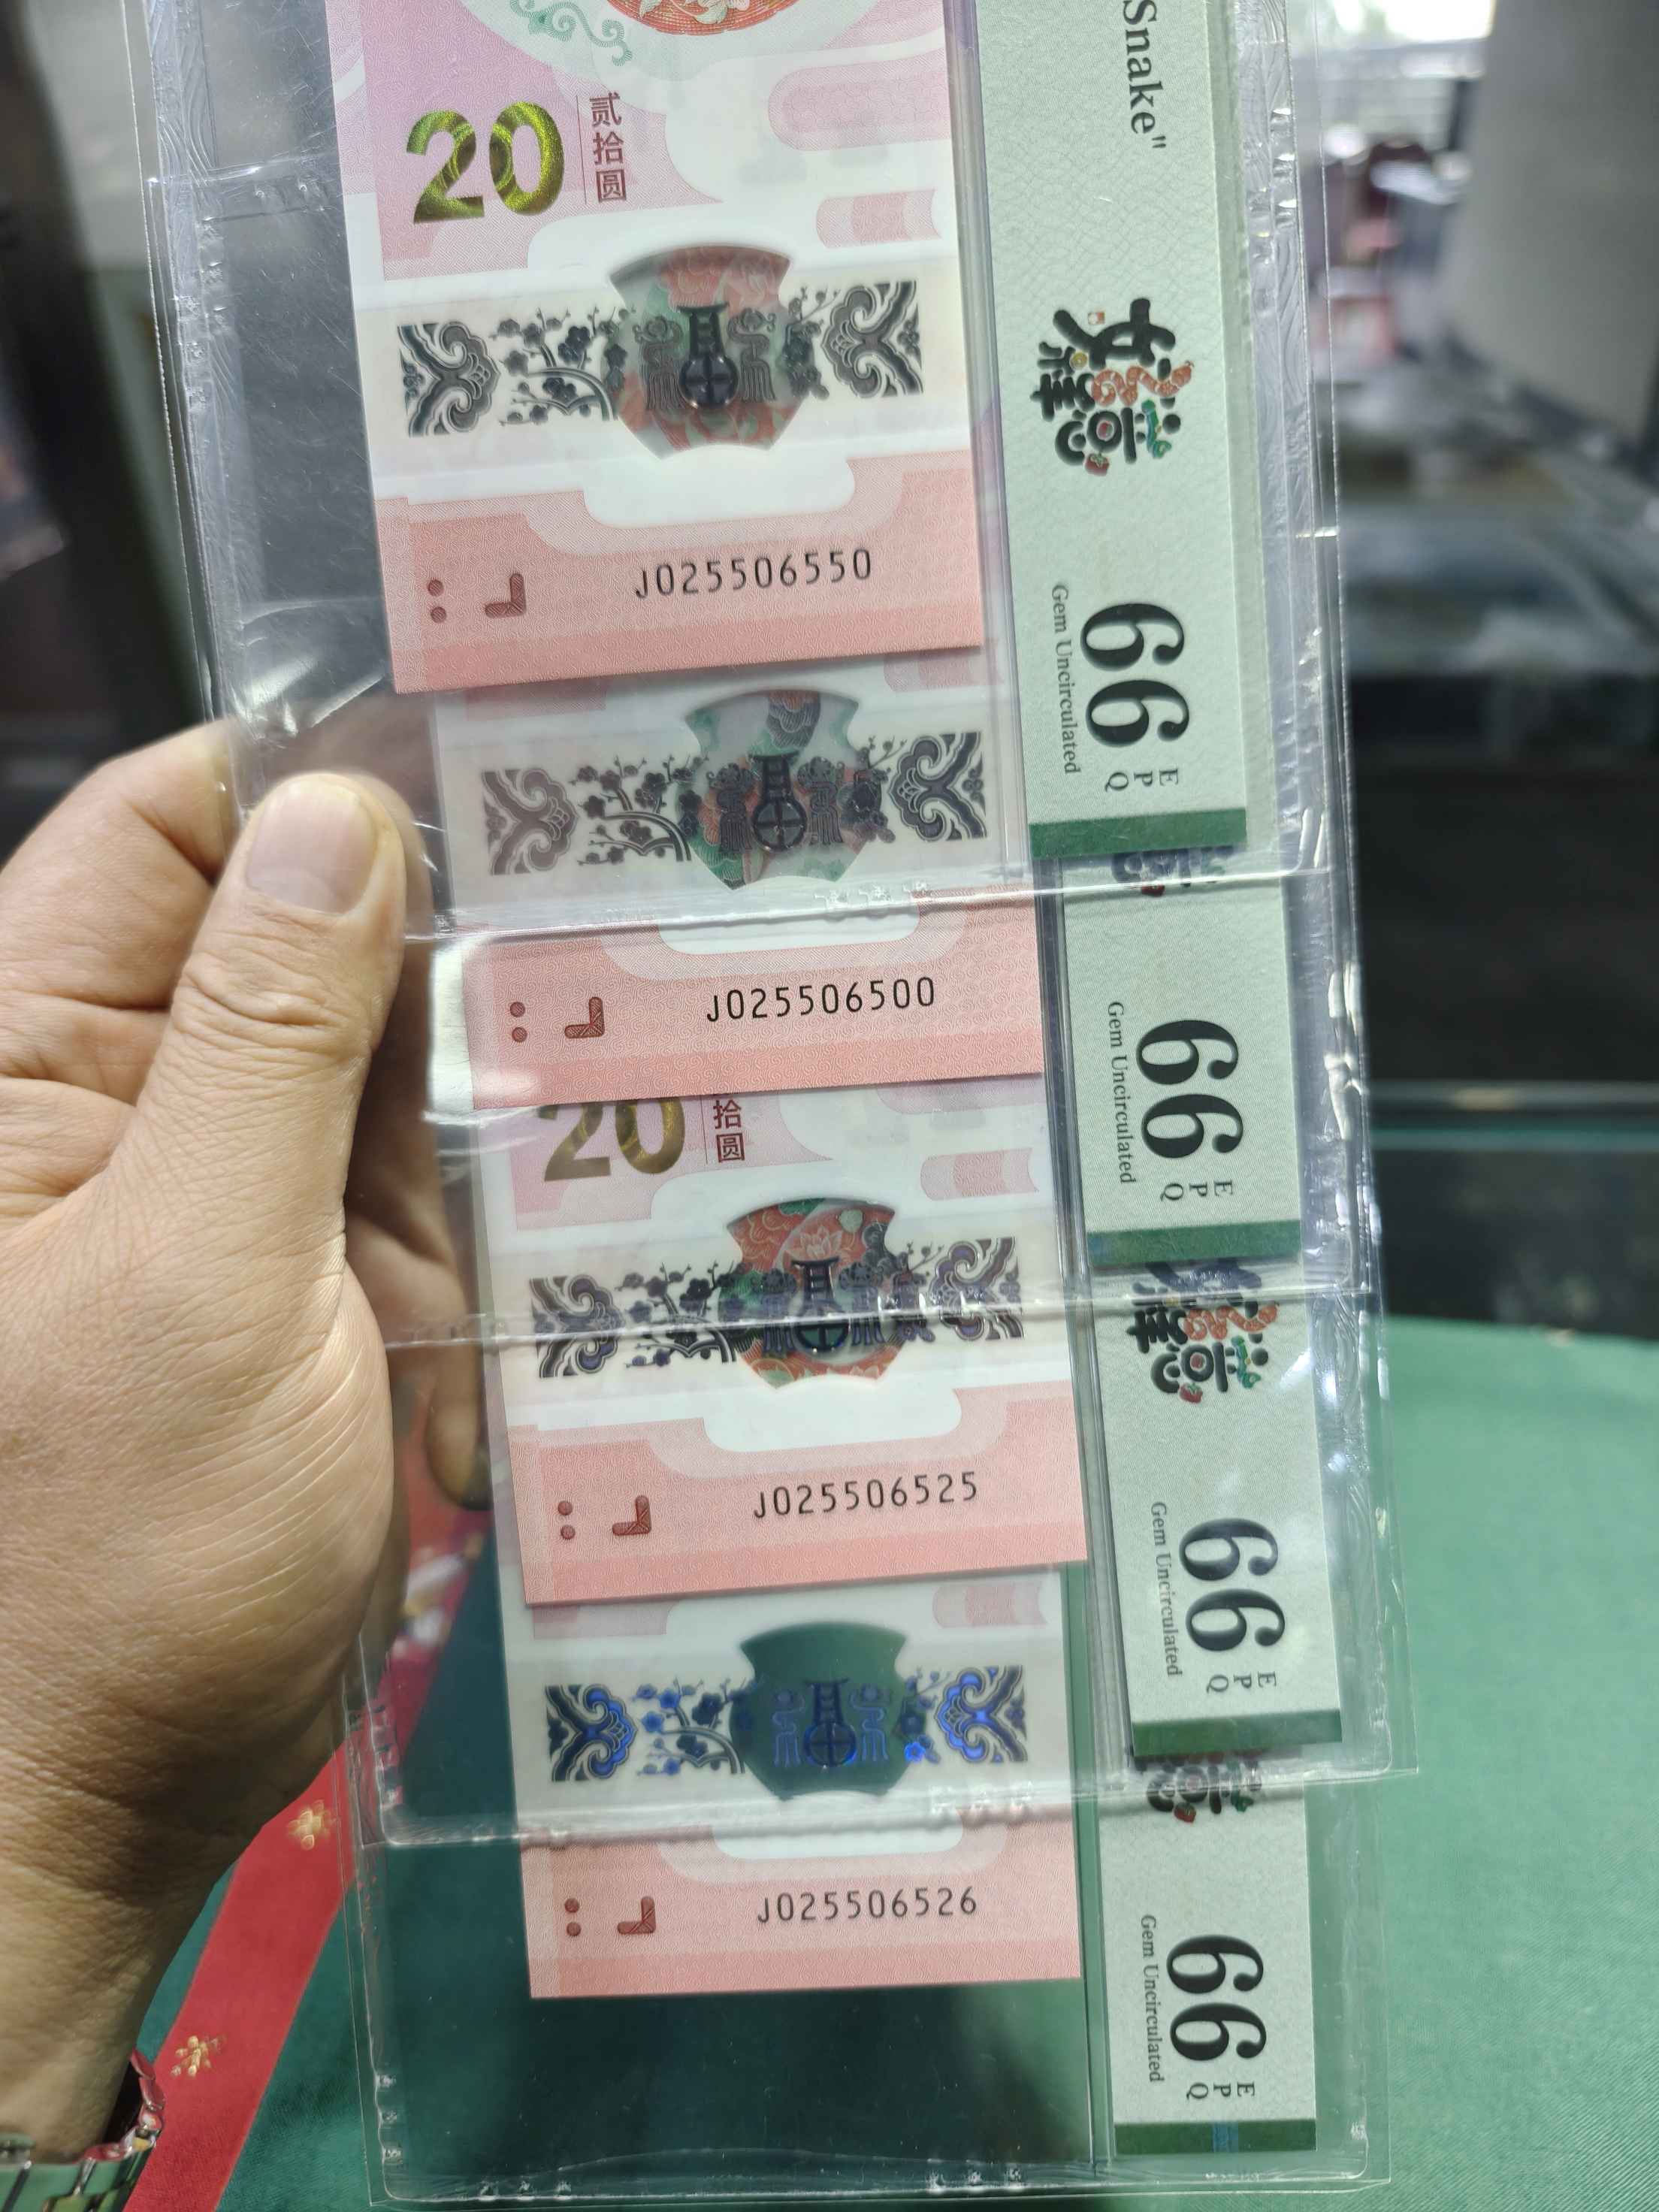 Snake"
20
贰拾圆
J025506550
66
EPQ
Gem Uncirculated
J025506500
66
EPQ
Gem Uncirculated
20
拾圆
J025506525
66
EPQ
Gem Uncirculated
J025506526
66
EPQ
Gem Uncirculated